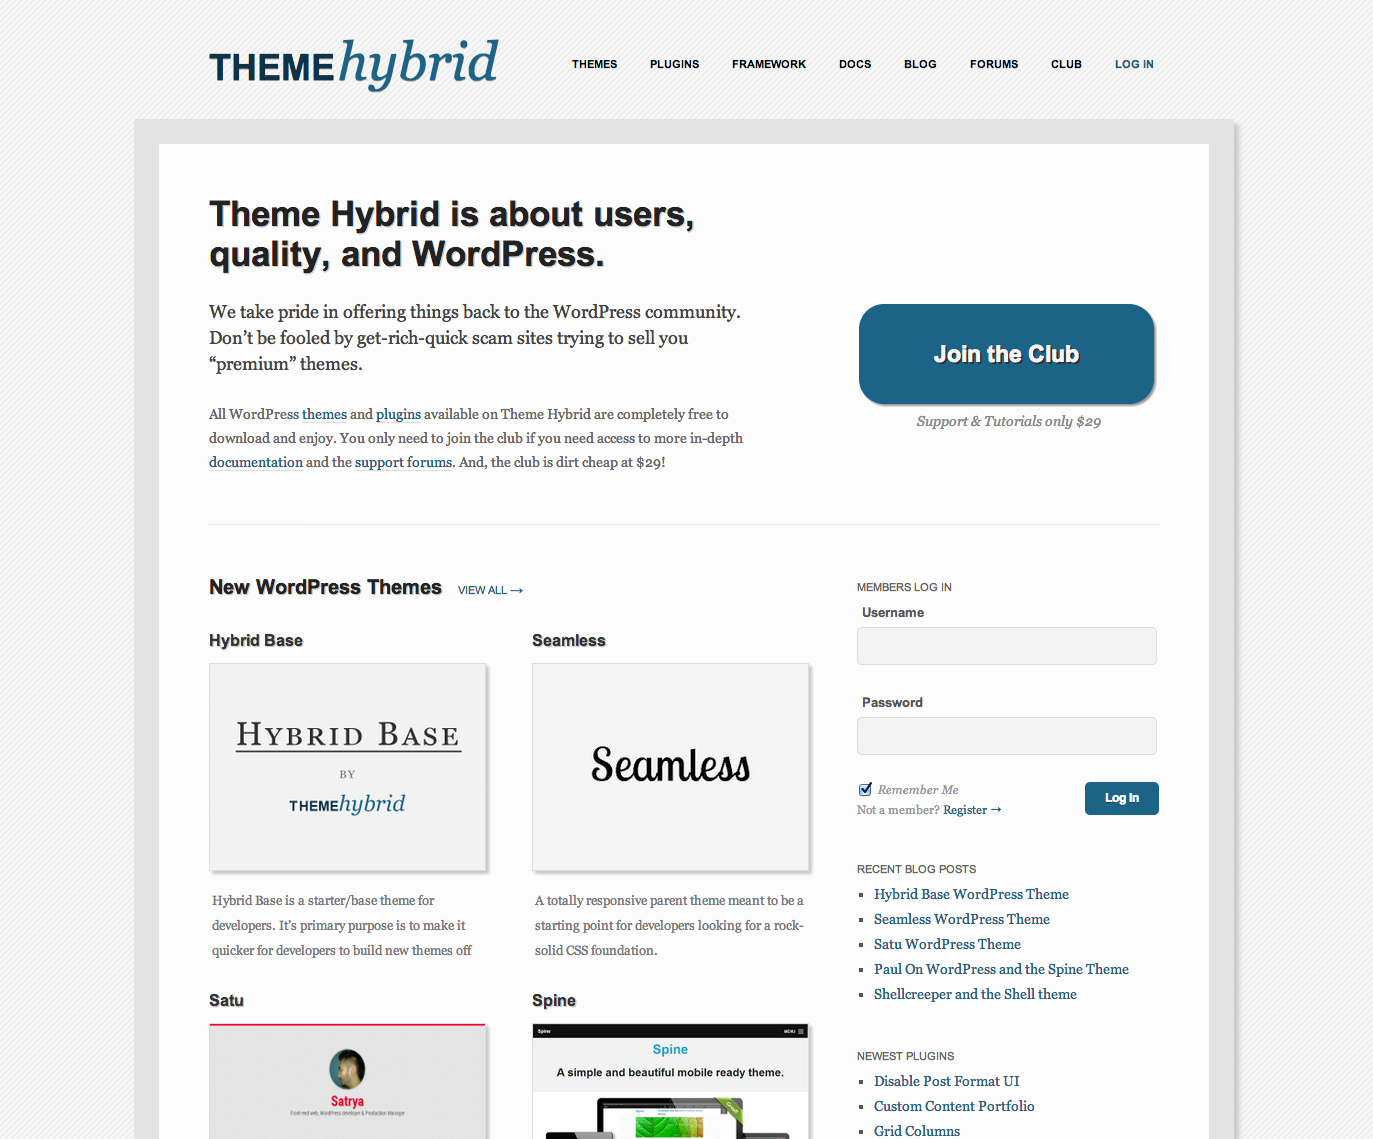 THEMEhybrid
THEMES PLUGINS FRAMEWORK DOCS BLOG FORUMS CLUB LOG IN
Theme Hybrid is about users,
quality, and WordPress.
We take pride in offering things back to the WordPress community.
Don’t be fooled by get-rich-quick scam sites trying to sell you
“premium” themes.
All WordPress themes and plugins available on Theme Hybrid are completely free to
download and enjoy. You only need to join the club if you need access to more in-depth
documentation and the support forums. And, the club is dirt cheap at $29!
Join the Club
Support & Tutorials only $29
New WordPress Themes VIEW ALL →
Hybrid Base
HYBRID BASE
BY
THEMEhybrid
Hybrid Base is a starter/base theme for
developers. It’s primary purpose is to make it
quicker for developers to build new themes off
Seamless
Seamless
A totally responsive parent theme meant to be a
starting point for developers looking for a rock-
solid CSS foundation.
Satu
Satrya
Front-end web, WordPress developer & Production Manager
Spine
Spine MENU
Spine
A simple and beautiful mobile ready theme.
MEMBERS LOG IN
Username
Password
Remember Me
Not a member? Register →
Log In
RECENT BLOG POSTS
Hybrid Base WordPress Theme
Seamless WordPress Theme
Satu WordPress Theme
Paul On WordPress and the Spine Theme
Shellcreeper and the Shell theme
NEWEST PLUGINS
Disable Post Format UI
Custom Content Portfolio
Grid Columns